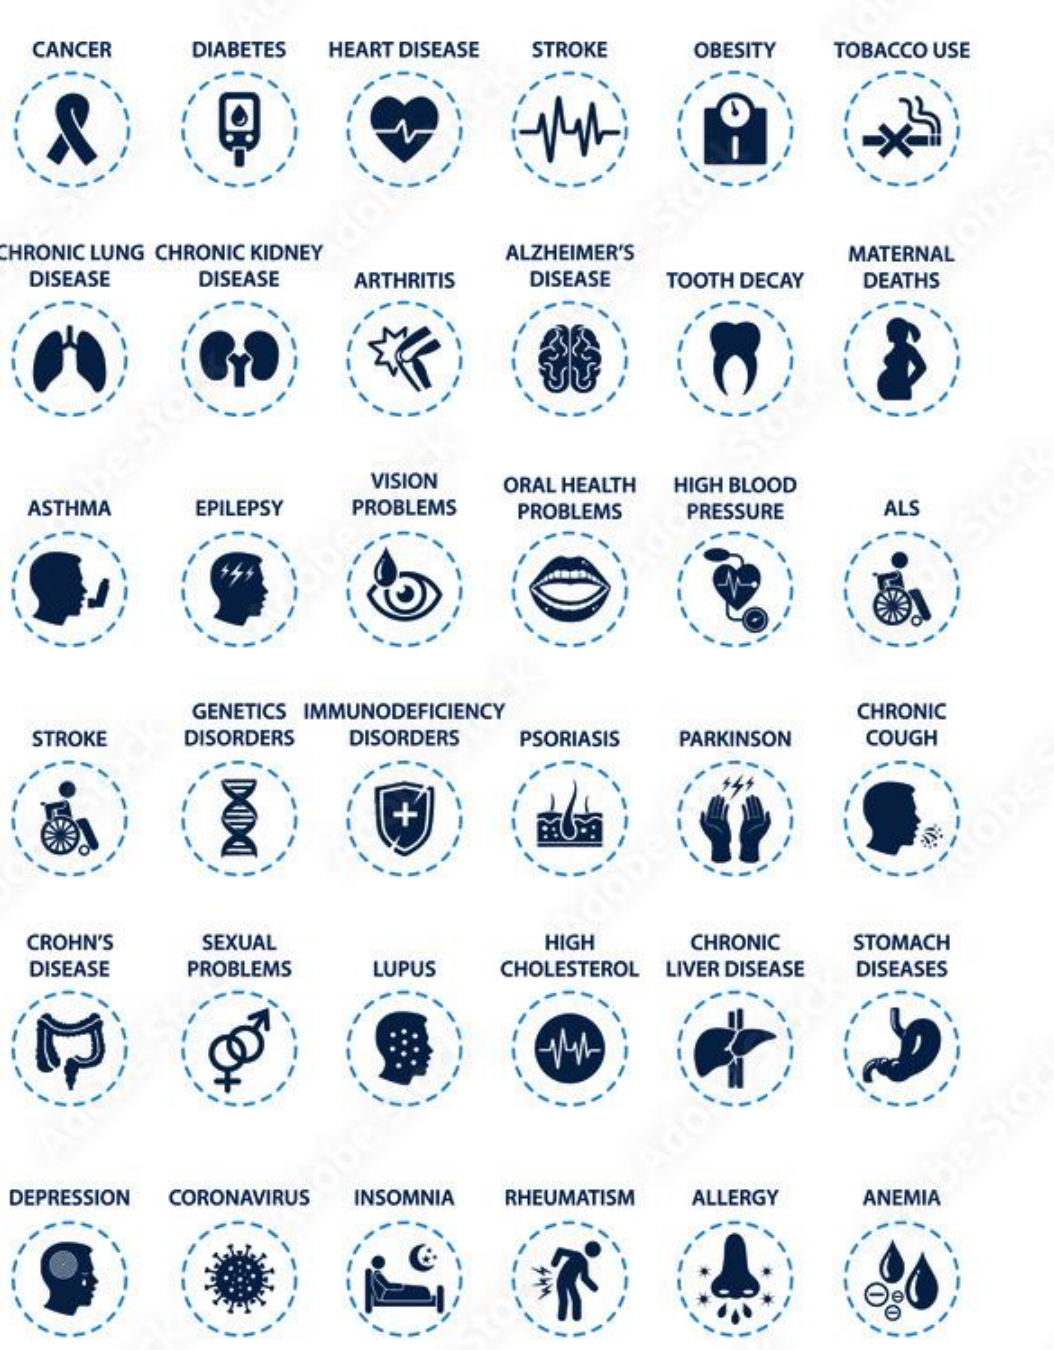 CANCER
DIABETES
HEART DISEASE
STROKE
OBESITY
TOBACCO USE
CHRONIC LUNG
DISEASE
CHRONIC KIDNEY
DISEASE
ARTHRITIS
ALZHEIMER'S
DISEASE
TOOTH DECAY
MATERNAL
DEATHS
ASTHMA
EPILEPSY
VISION
PROBLEMS
ORAL HEALTH
PROBLEMS
HIGH BLOOD
PRESSURE
ALS
STROKE
GENETICS
DISORDERS
IMMUNODEFICIENCY
DISORDERS
PSORIASIS
PARKINSON
CHRONIC
COUGH
CROHN'S
DISEASE
SEXUAL
PROBLEMS
LUPUS
HIGH
CHOLESTEROL
CHRONIC
LIVER DISEASE
STOMACH
DISEASES
DEPRESSION
CORONAVIRUS
INSOMNIA
RHEUMATISM
ALLERGY
ANEMIA
Adobe Stock